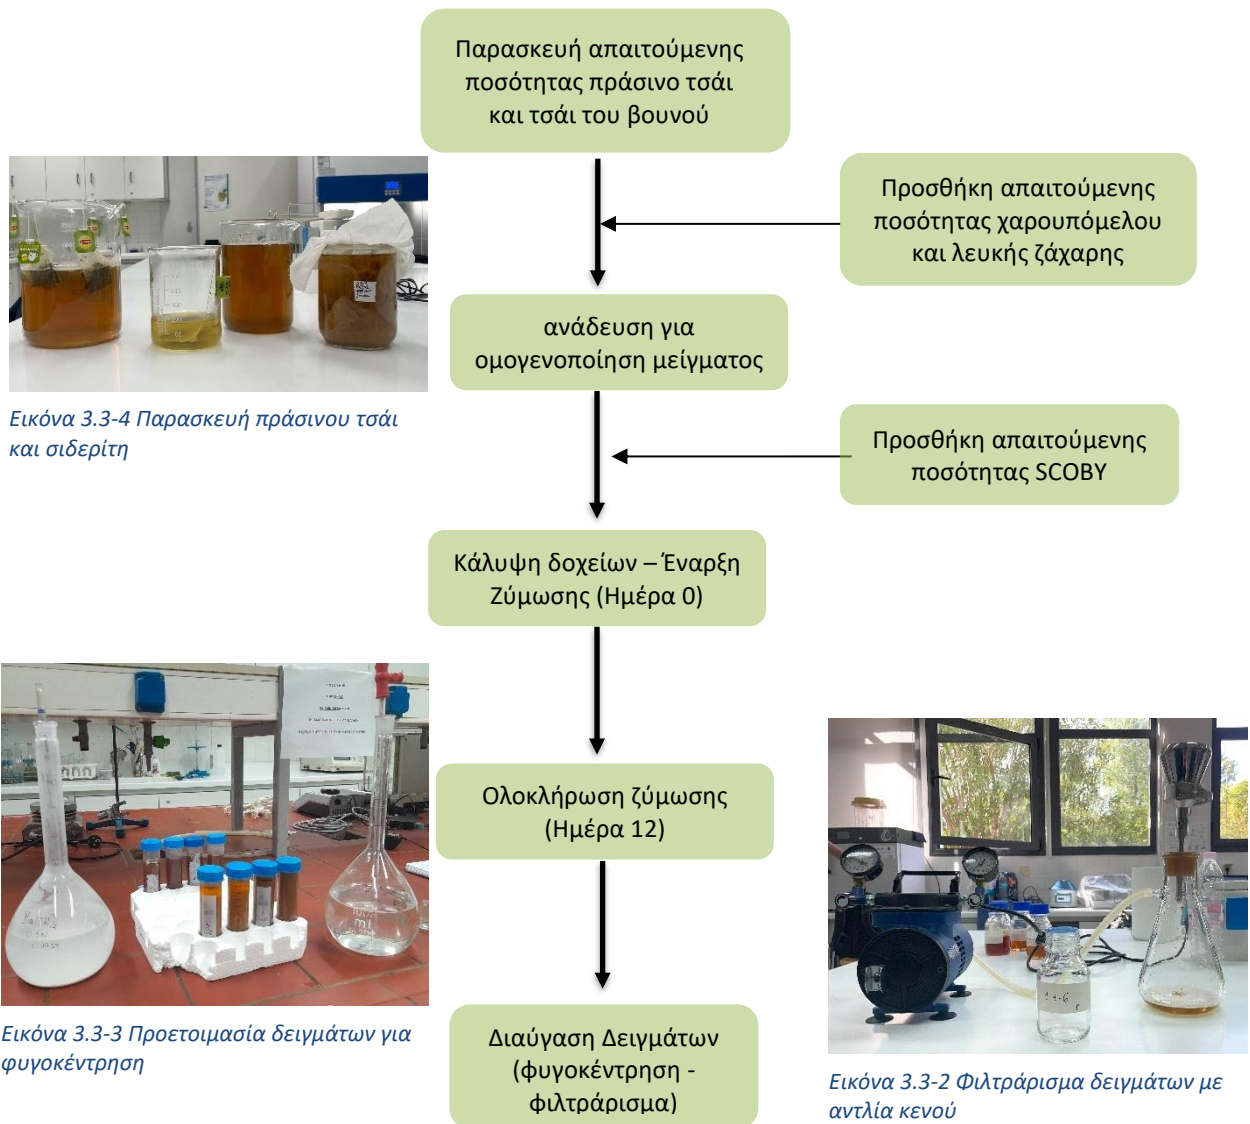 Παρασκευή απαιτούμενης
ποσότητας πράσινο τσάι
και τσάι του βουνού
Προσθήκη απαιτούμενης
ποσότητας χαρουπόμελου
και λευκής ζάχαρης
ανάδευση για
ομογενοποίηση μείγματος
Εικόνα 3.3-4 Παρασκευή πράσινου τσάι
και σιδερίτη
Προσθήκη απαιτούμενης
ποσότητας SCOBY
Κάλυψη δοχείων – Έναρξη
Ζύμωσης (Ημέρα 0)
Ολοκλήρωση ζύμωσης
(Ημέρα 12)
Διαύγαση Δειγμάτων
(φυγοκέντρηση -
φιλτράρισμα)
Εικόνα 3.3-3 Προετοιμασία δειγμάτων για
φυγοκέντρηση
Εικόνα 3.3-2 Φιλτράρισμα δειγμάτων με
αντλία κενού